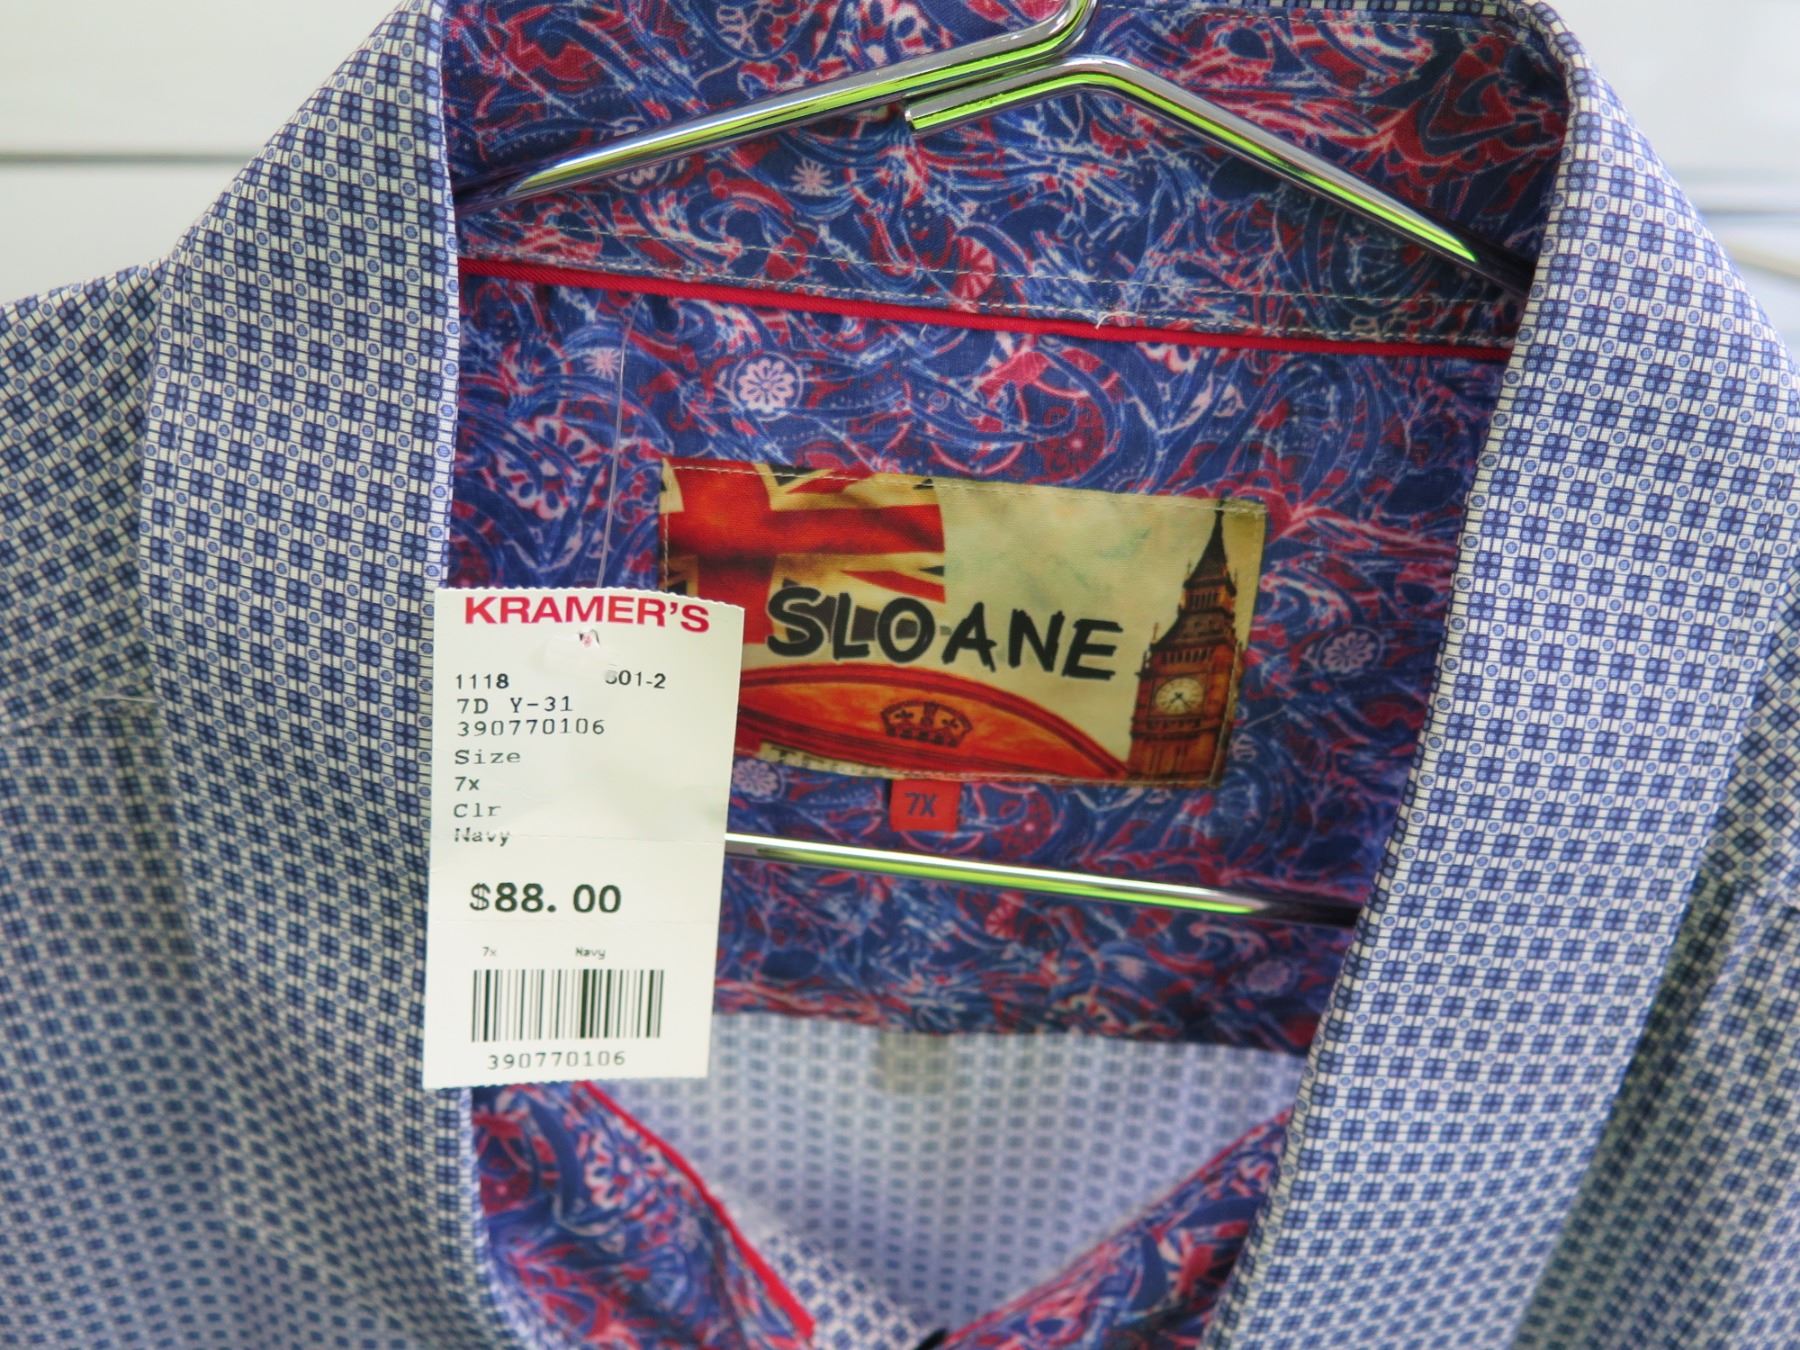 KRAMER'S
1118 601-2
7D Y-31
390770106
Size
7x
Clr
Navy
$88.00
7x Navy
390770106
SLOANE
7X